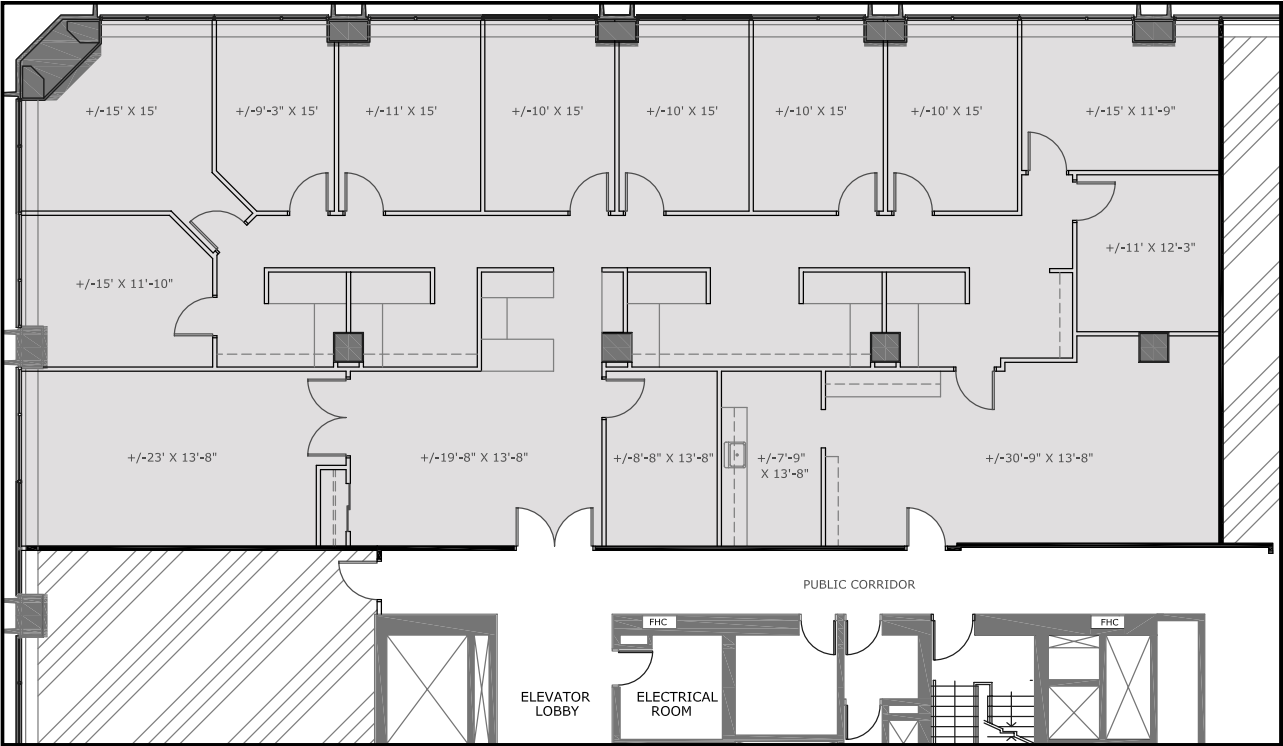 +/-15' X 15'
+/-9'-3" X 15'
+/-11' X 15'
+/-10' X 15'
+/-10' X 15'
+/-10' X 15'
+/-10' X 15'
+/-15' X 11'-9"
+/-11' X 12'-3"
+/-15' X 11'-10"
+/-23' X 13'-8"
+/-19'-8" X 13'-8"
+/-8'-8" X 13'-8"
+/-7'-9"
X 13'-8"
+/-30'-9" X 13'-8"
PUBLIC CORRIDOR
FHC
FHC
ELEVATOR
LOBBY
ELECTRICAL
ROOM